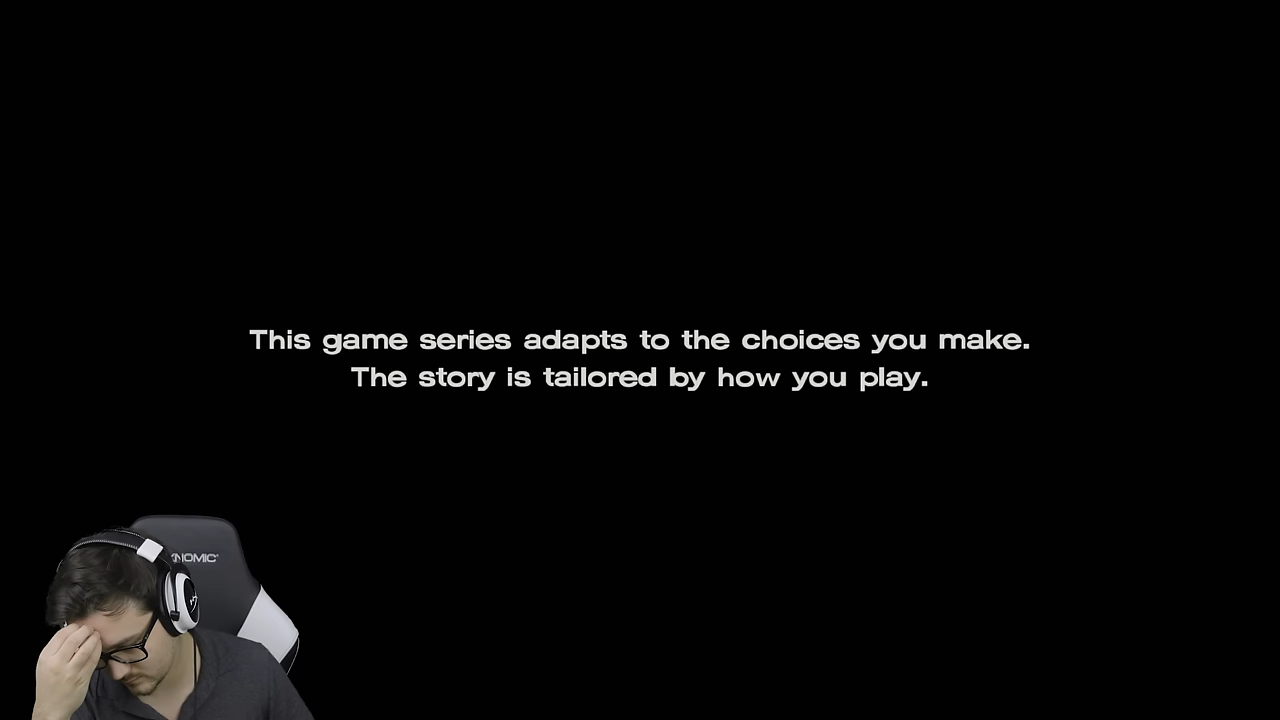 This game series adapts to the choices you make.
The story is tailored by how you play.
NOMIC